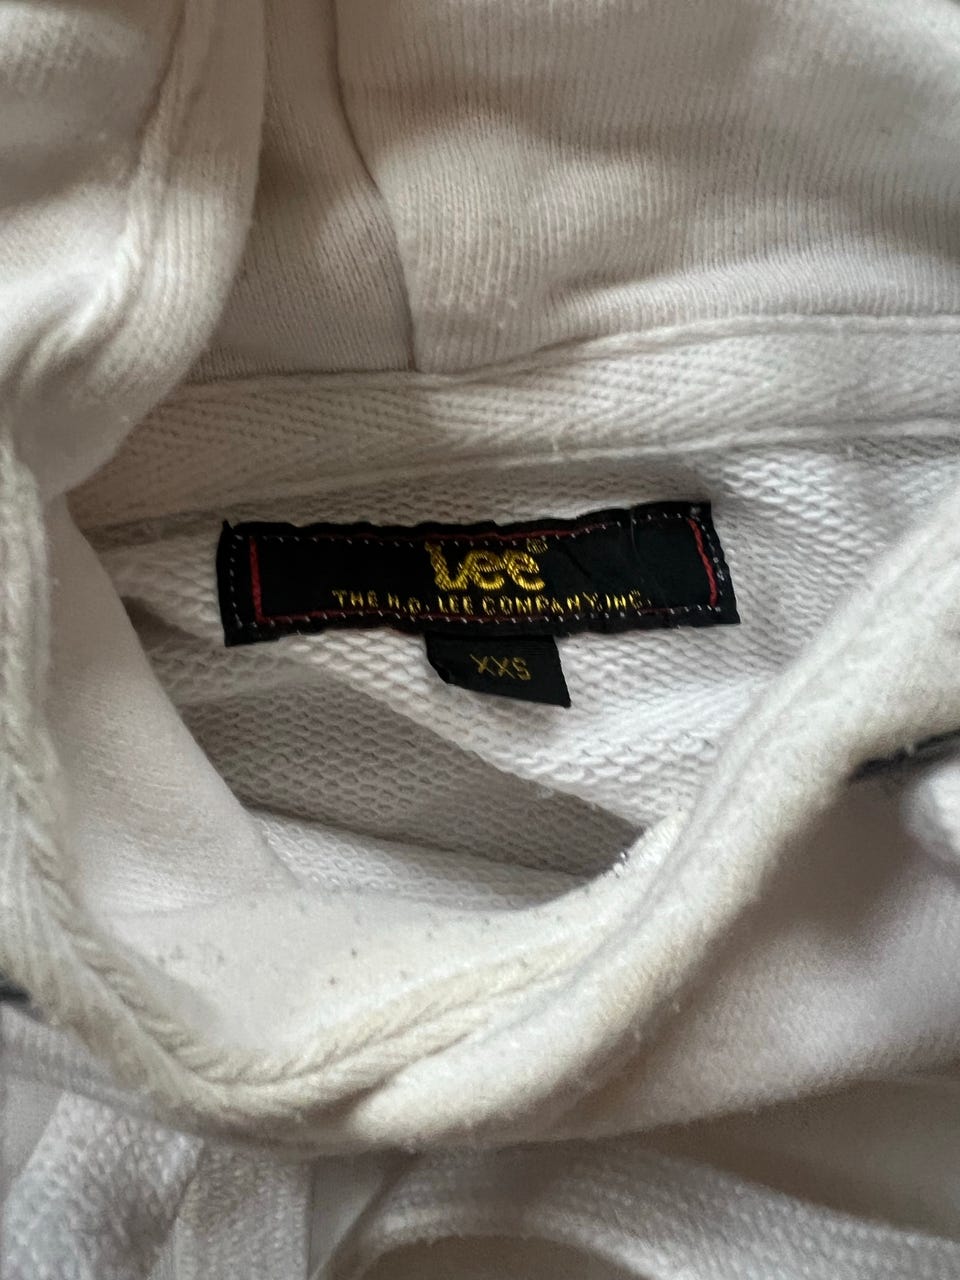 Lee®
THE H.D. LEE COMPANY, INC.
XXS